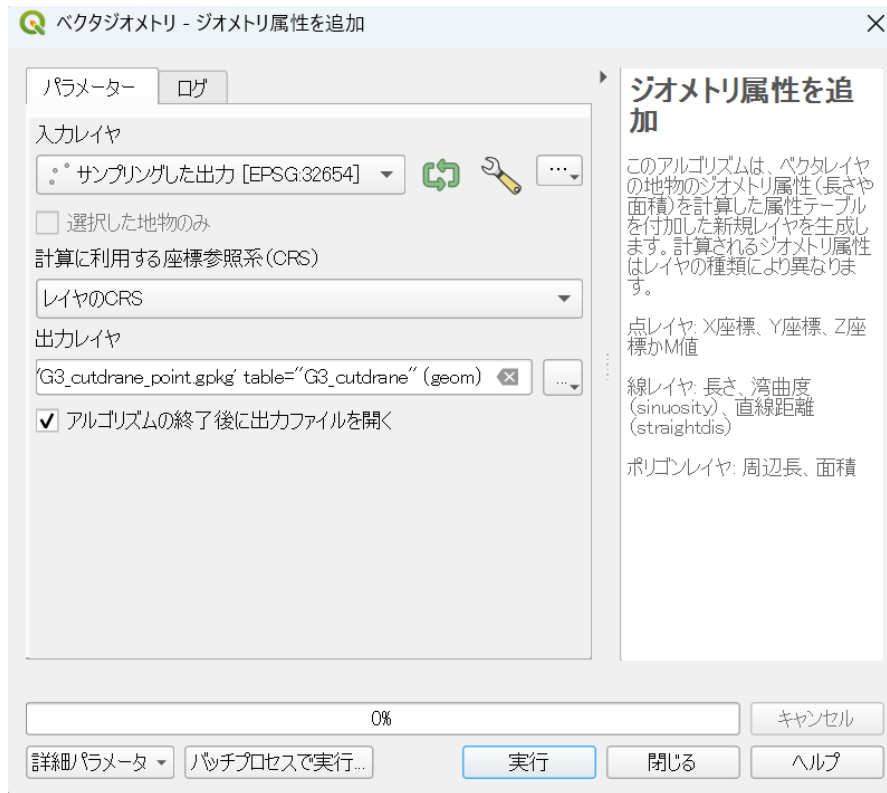 ベクタジオメトリ - ジオメトリ属性を追加
パラメーター
ログ
入力レイヤ
サンプリングした出力 [EPSG:32654]
...
選択した地物のみ
計算に利用する座標参照系(CRS)
レイヤのCRS
出力レイヤ
'G3_cutdrane_point.gpkg' table="G3_cutdrane" (geom)
...
アルゴリズムの終了後に出力ファイルを開く
ジオメトリ属性を追
加
このアルゴリズムは、ベクタレイヤ
の地物のジオメトリ属性(長さや
面積)を計算した属性テーブル
を付加した新規レイヤを生成し
ます。計算されるジオメトリ属性
はレイヤの種類により異なりま
す。
点レイヤ: X座標、Y座標、Z座
標かM値
線レイヤ: 長さ、湾曲度
(sinuosity)、直線距離
(straightdis)
ポリゴンレイヤ: 周辺長、面積
0%
キャンセル
詳細パラメータ
バッチプロセスで実行...
実行
閉じる
ヘルプ